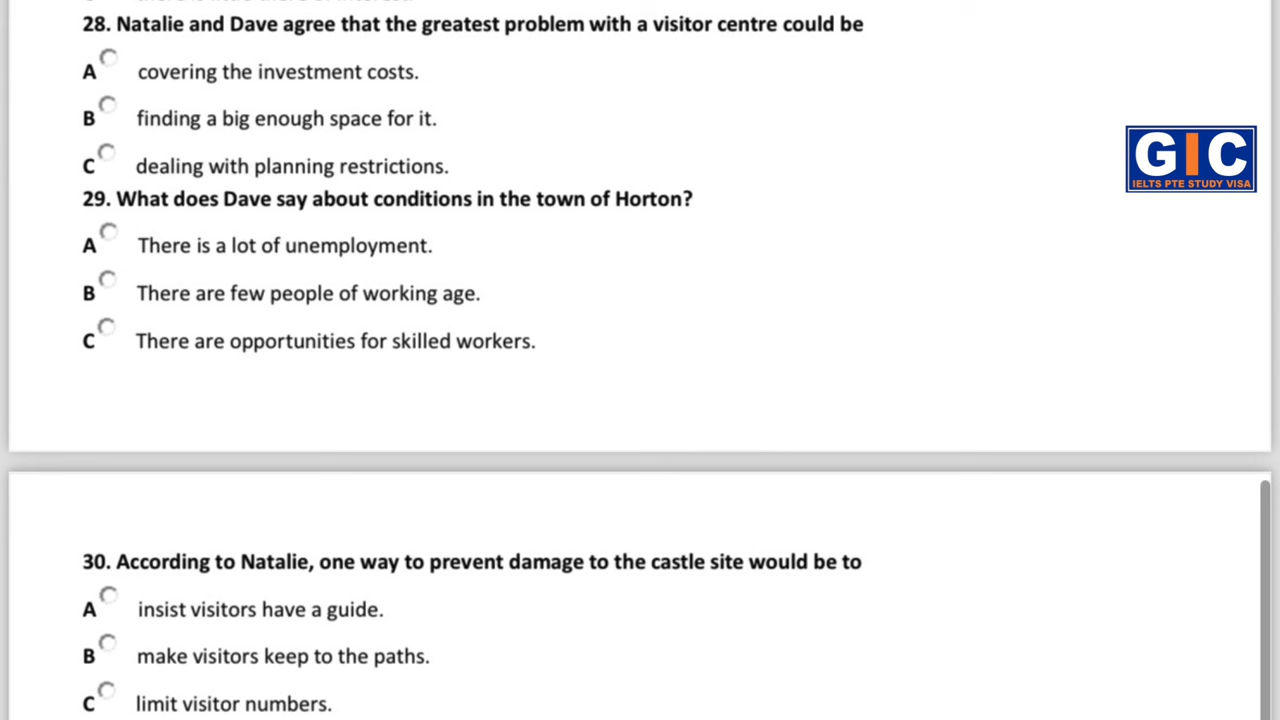 28. Natalie and Dave agree that the greatest problem with a visitor centre could be
A covering the investment costs.
B finding a big enough space for it.
C dealing with planning restrictions.
GIC
IELTS PTE STUDY VISA
29. What does Dave say about conditions in the town of Horton?
A There is a lot of unemployment.
B There are few people of working age.
C There are opportunities for skilled workers.
30. According to Natalie, one way to prevent damage to the castle site would be to
A insist visitors have a guide.
B make visitors keep to the paths.
C limit visitor numbers.